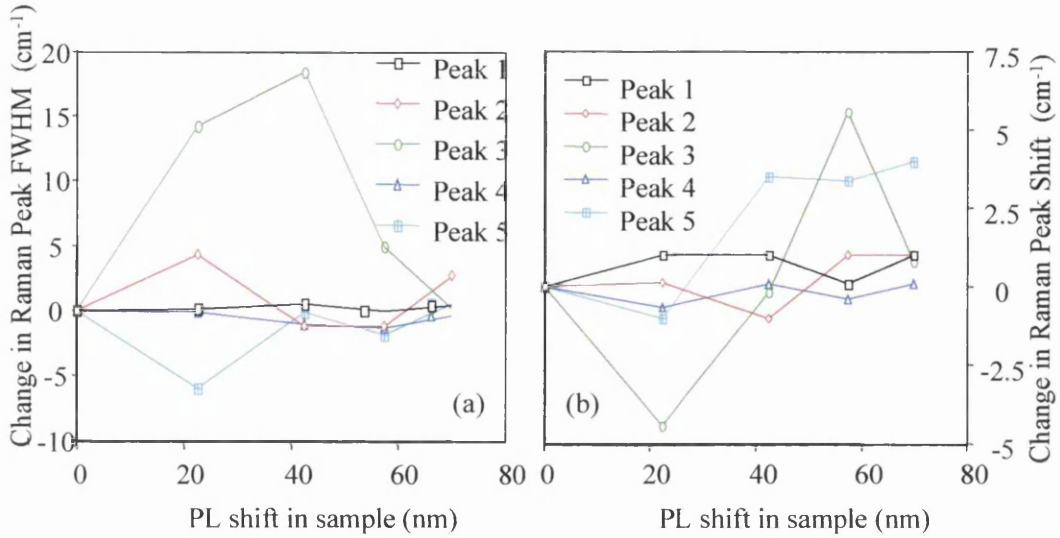 Change in Raman Peak FWHM (cm⁻¹)
20
15
10
5
0
-5
-10
Peak 1
Peak 2
Peak 3
Peak 4
Peak 5
(a)
0
20
40
60
80
PL shift in sample (nm)
Peak 1
Peak 2
Peak 3
Peak 4
Peak 5
(b)
0
20
40
60
80
PL shift in sample (nm)
7.5
5
2.5
0
-2.5
-5
Change in Raman Peak Shift (cm⁻¹)